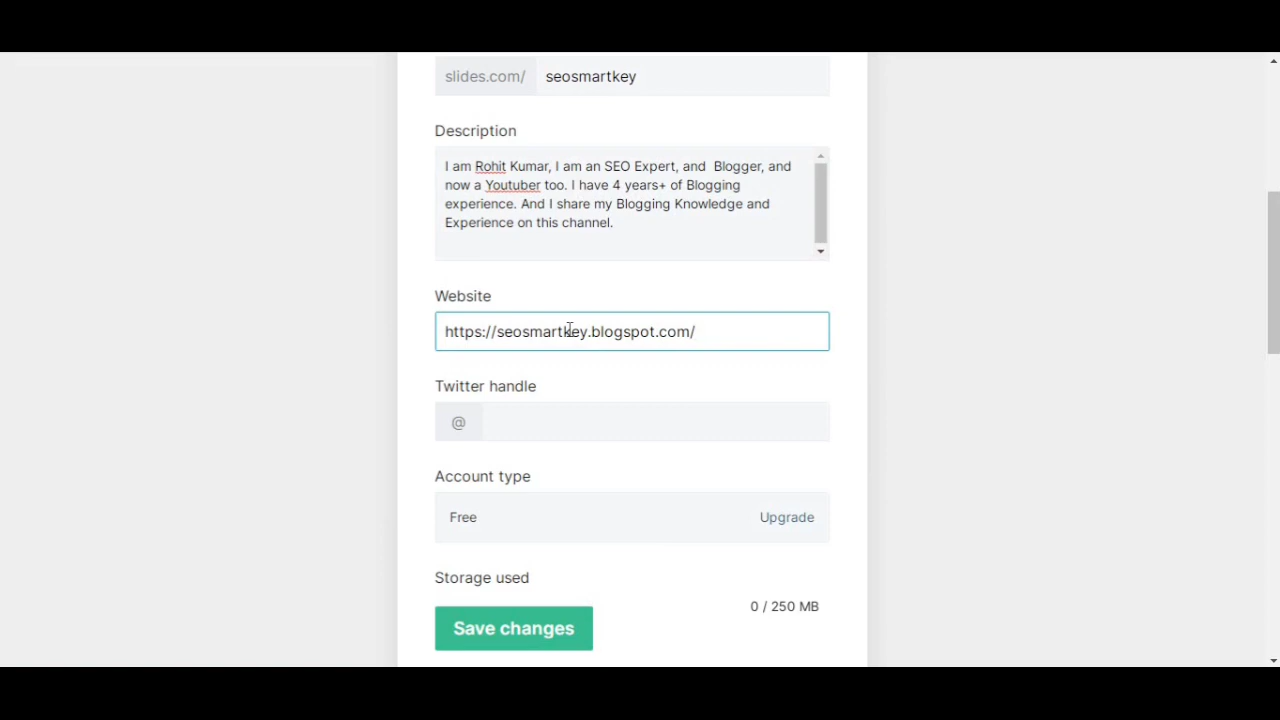 slides.com/ seosmartkey
Description
I am Rohit Kumar, I am an SEO Expert, and  Blogger, and
now a Youtuber too. I have 4 years+ of Blogging
experience. And I share my Blogging Knowledge and
Experience on this channel.
Website
https://seosmartkey.blogspot.com/
Twitter handle
@
Account type
Free Upgrade
Storage used
0 / 250 MB
Save changes